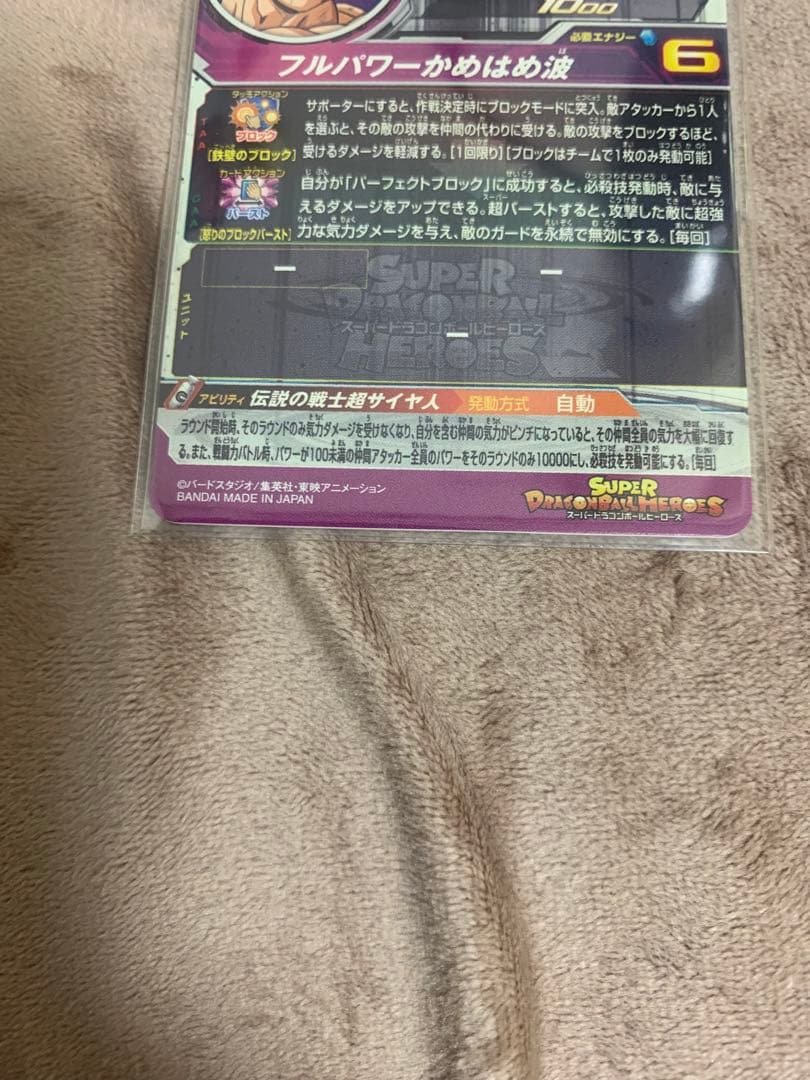 1000
必要エナジー 6
フルパワーかめはめ波
タッチアクション
ブロック
[鉄壁のブロック]
サポーターにすると、作戦決定時にブロックモードに突入。敵アタッカーから1人
を選ぶと、その敵の攻撃を仲間の代わりに受ける。敵の攻撃をブロックするほど、
受けるダメージを軽減する。[1回限り][ブロックはチームで1枚のみ発動可能]
カードアクション
バースト
[怒りのブロックバースト]
自分が「パーフェクトブロック」に成功すると、必殺技発動時、敵に与
えるダメージをアップできる。超バーストすると、攻撃した敵に超強
力な気力ダメージを与え、敵のガードを永続で無効にする。[毎回]
ユニット
ー
ー
ー
SUPER
DRAGONBALL
スーパードラゴンボールヒーローズ
HEROES
アビリティ 伝説の戦士超サイヤ人 発動方式 自動
ラウンド開始時、そのラウンドのみ気力ダメージを受けなくなり、自分を含む仲間の気力がピンチになっていると、その仲間全員の気力を大幅に回復す
る。また、戦闘力バトル時、パワーが100未満の仲間アタッカー全員のパワーをそのラウンドのみ10000にし、必殺技を発動可能にする。[毎回]
©バードスタジオ/集英社・東映アニメーション
BANDAI MADE IN JAPAN
SUPER
DRAGONBALL HEROES
スーパードラゴンボールヒーローズ